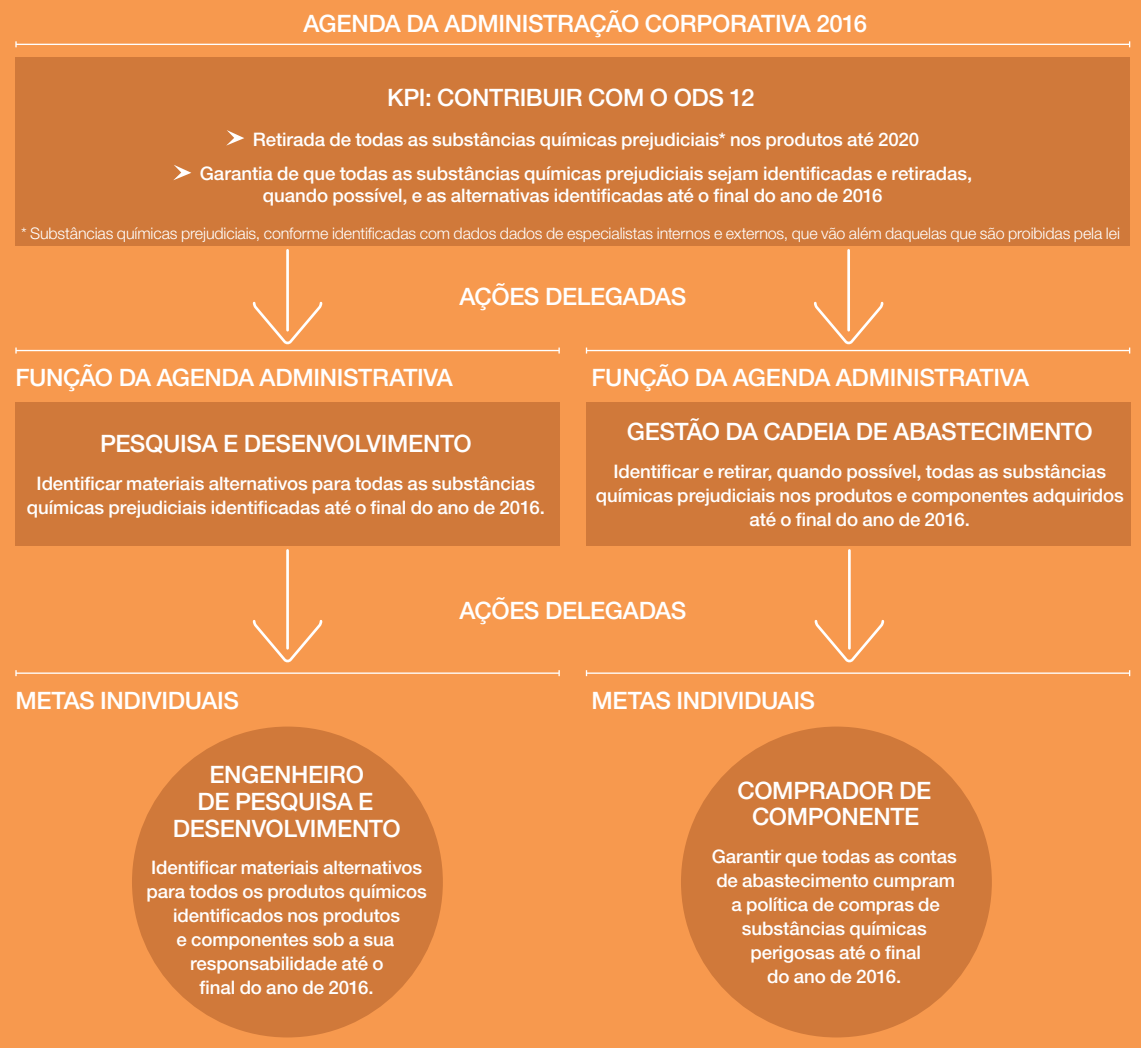 AGENDA DA ADMINISTRAÇÃO CORPORATIVA 2016
KPI: CONTRIBUIR COM O ODS 12
➤ Retirada de todas as substâncias químicas prejudiciais* nos produtos até 2020
➤ Garantia de que todas as substâncias químicas prejudiciais sejam identificadas e retiradas,
quando possível, e as alternativas identificadas até o final do ano de 2016
* Substâncias químicas prejudiciais, conforme identificadas com dados dados de especialistas internos e externos, que vão além daquelas que são proibidas pela lei
AÇÕES DELEGADAS
FUNÇÃO DA AGENDA ADMINISTRATIVA
PESQUISA E DESENVOLVIMENTO
Identificar materiais alternativos para todas as substâncias
químicas prejudiciais identificadas até o final do ano de 2016.
FUNÇÃO DA AGENDA ADMINISTRATIVA
GESTÃO DA CADEIA DE ABASTECIMENTO
Identificar e retirar, quando possível, todas as substâncias
químicas prejudiciais nos produtos e componentes adquiridos
até o final do ano de 2016.
AÇÕES DELEGADAS
METAS INDIVIDUAIS
ENGENHEIRO
DE PESQUISA E
DESENVOLVIMENTO
Identificar materiais alternativos
para todos os produtos químicos
identificados nos produtos
e componentes sob a sua
responsabilidade até o
final do ano de 2016.
METAS INDIVIDUAIS
COMPRADOR DE
COMPONENTE
Garantir que todas as contas
de abastecimento cumpram
a política de compras de
substâncias químicas
perigosas até o final
do ano de 2016.